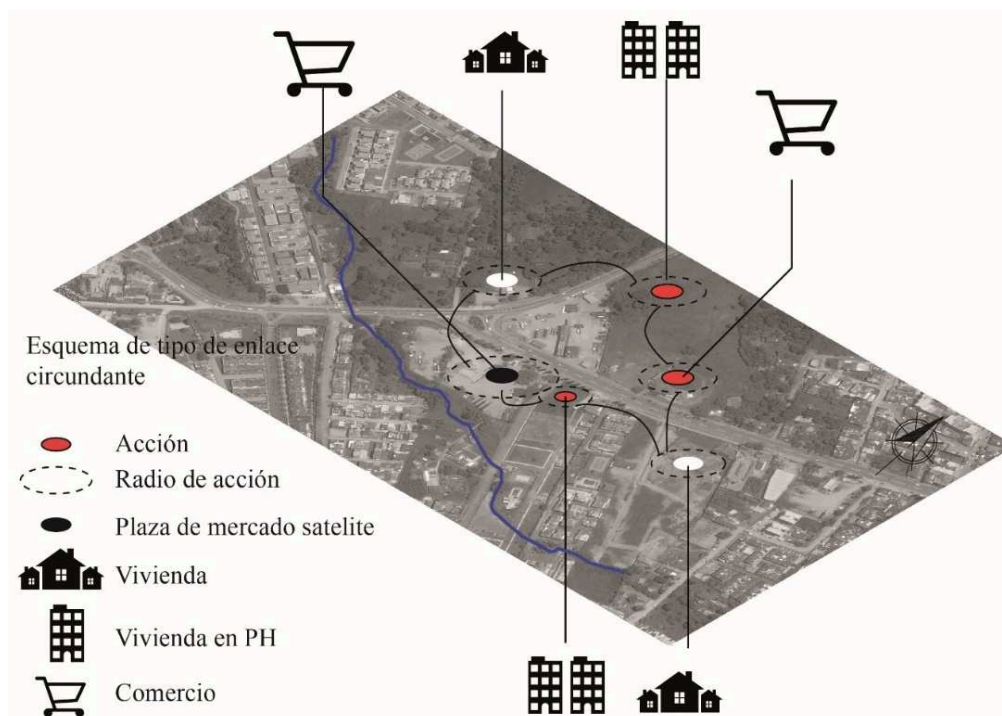 Esquema de tipo de enlace
circundante
Acción
Radio de acción
Plaza de mercado satelite
Vivienda
Vivienda en PH
Comercio